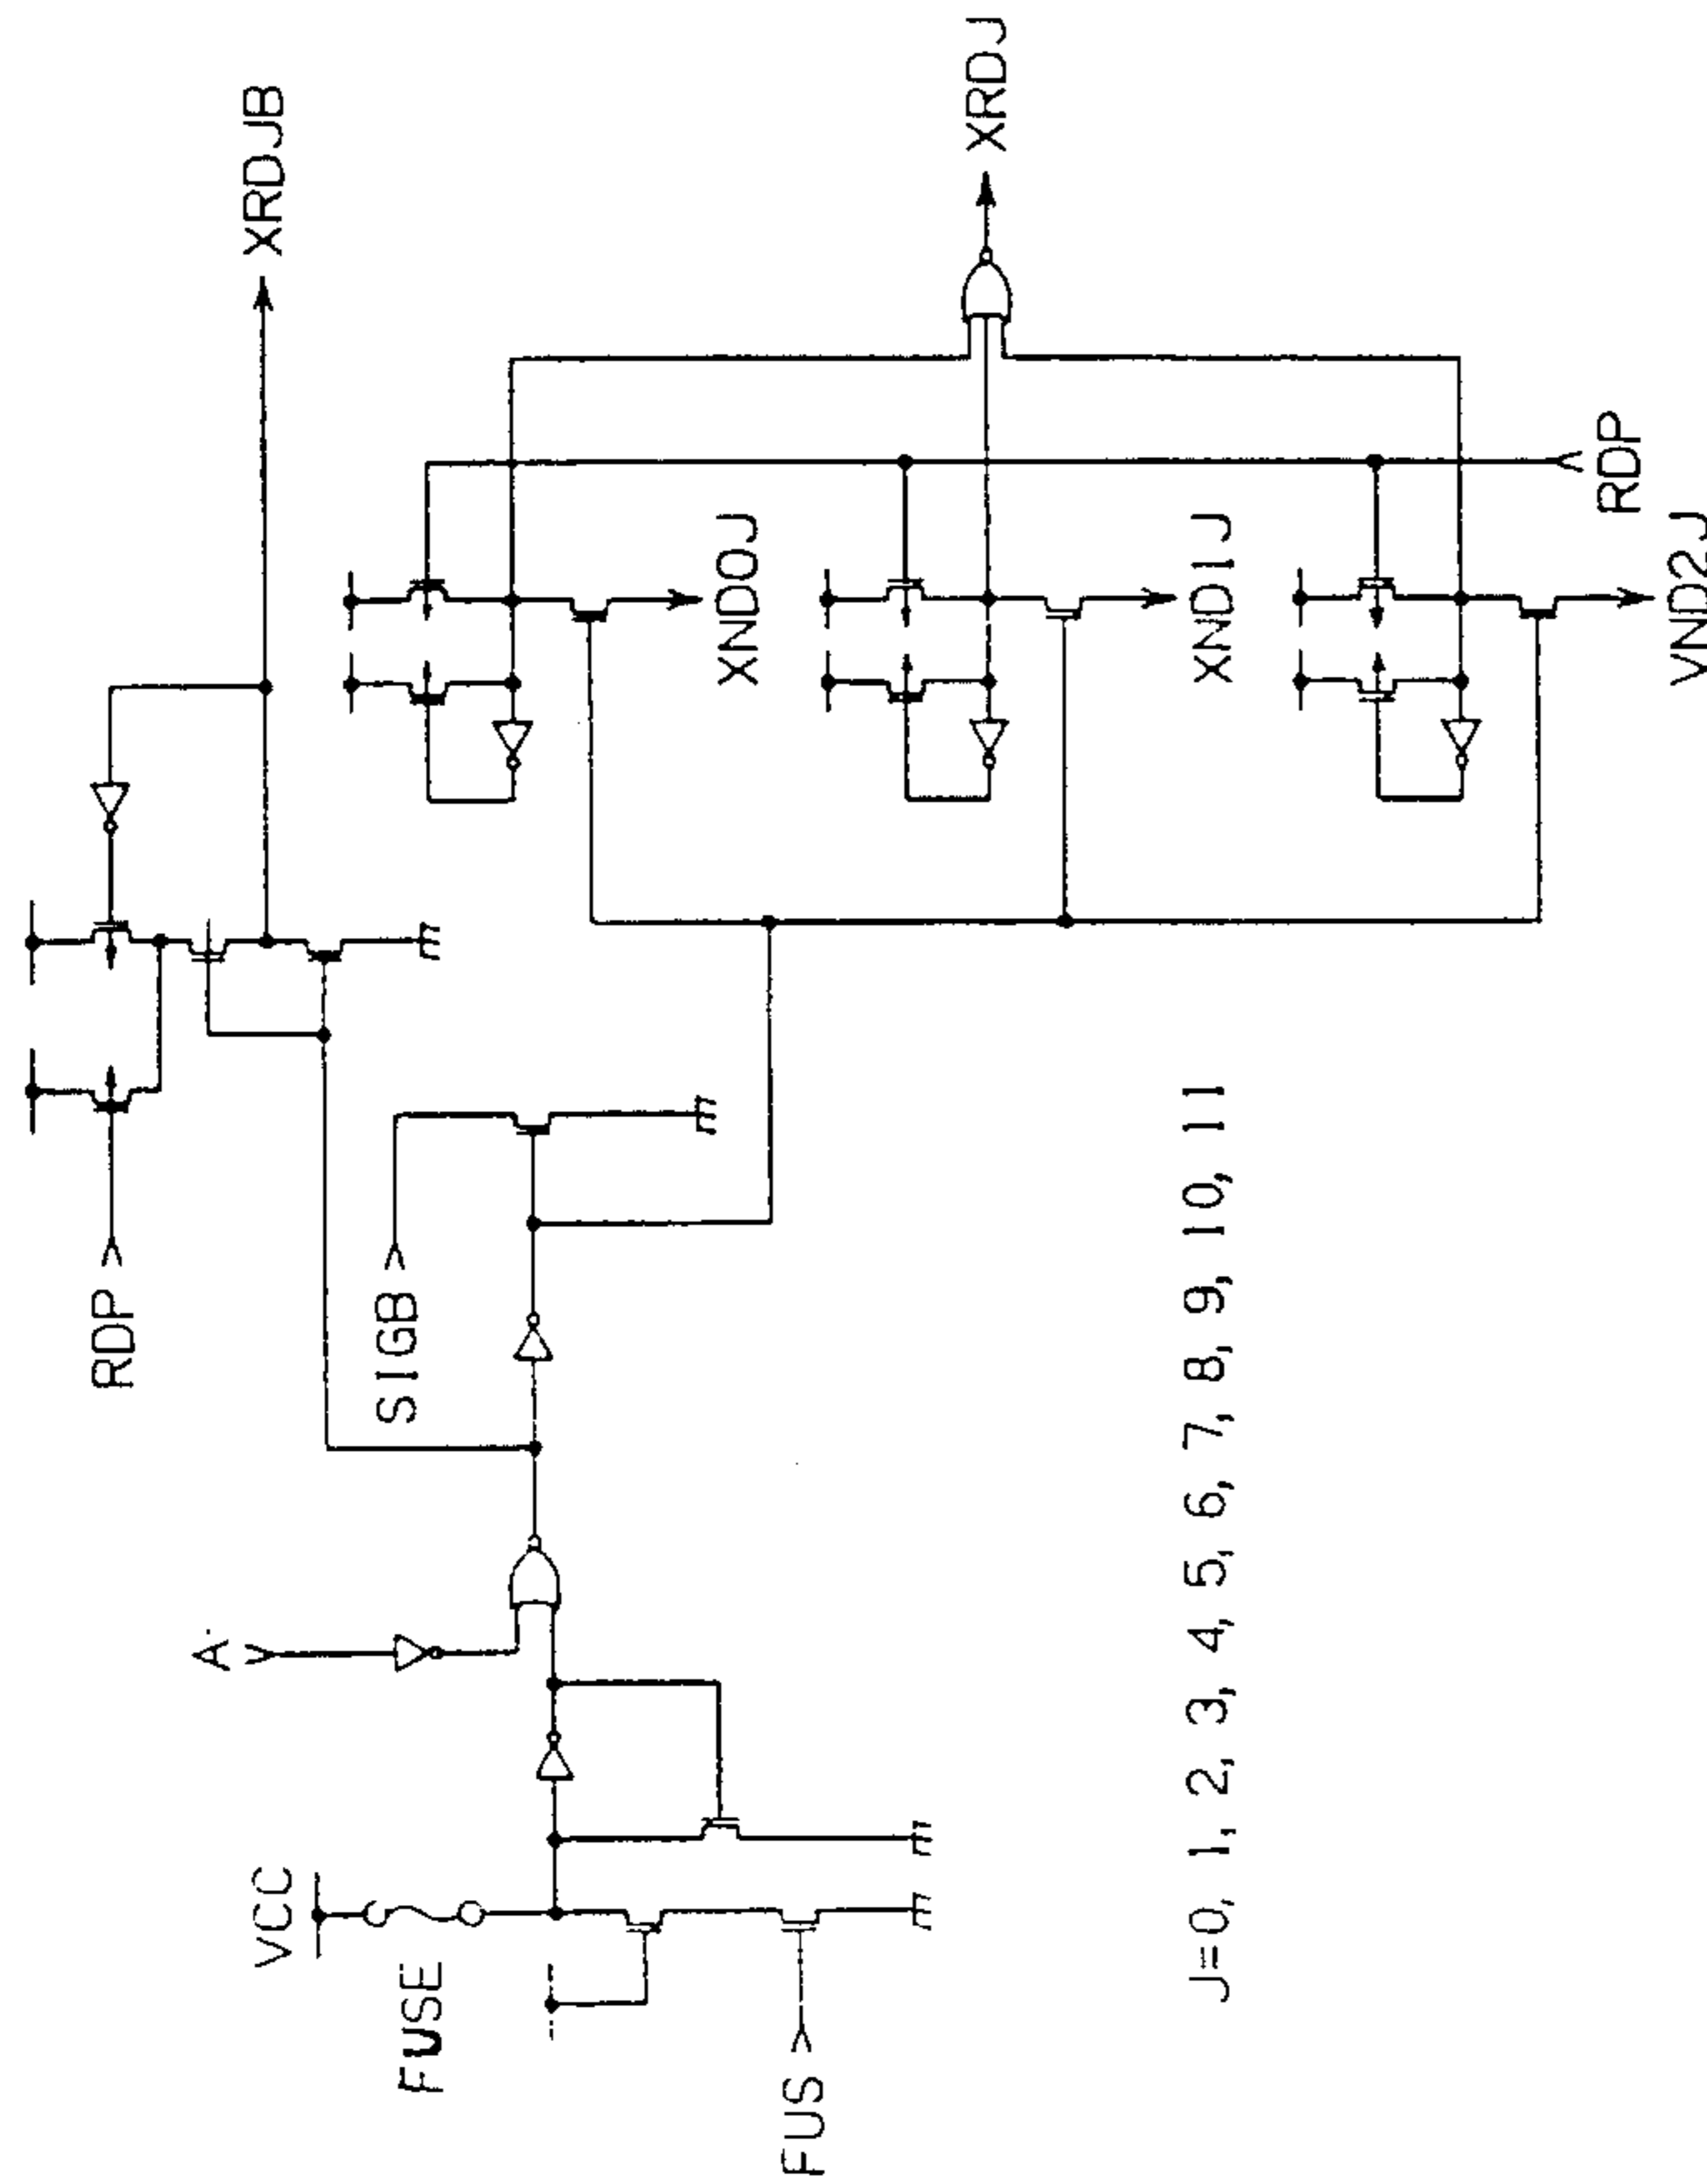 XRDJB
XRDJ
RDP
SIGB
XND0J
XND1J
VND2J
RDP
A
VCC
FUSE
FUS
J=0, 1, 2, 3, 4, 5, 6, 7, 8, 9, 10, 11